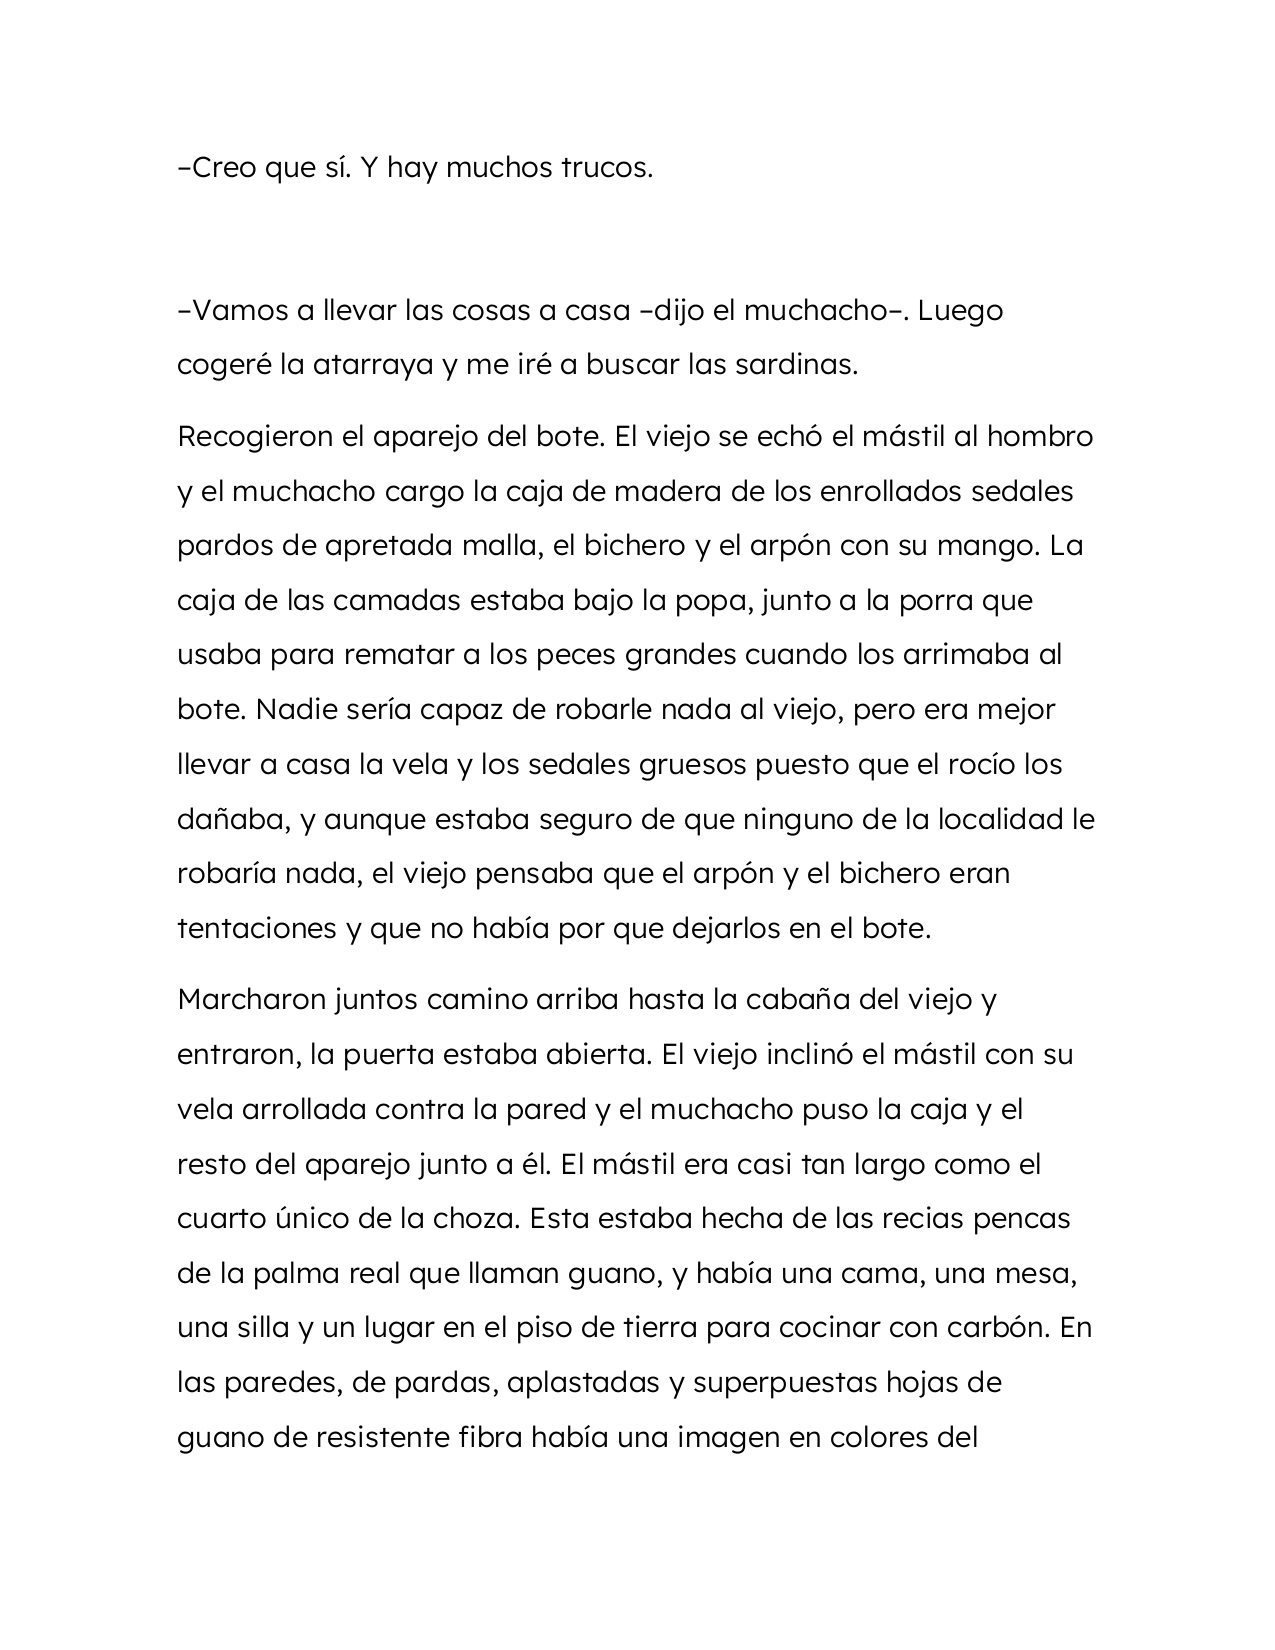 –Creo que sí. Y hay muchos trucos.
–Vamos a llevar las cosas a casa –dijo el muchacho–. Luego
cogeré la atarraya y me iré a buscar las sardinas.
Recogieron el aparejo del bote. El viejo se echó el mástil al hombro
y el muchacho cargo la caja de madera de los enrollados sedales
pardos de apretada malla, el bichero y el arpón con su mango. La
caja de las camadas estaba bajo la popa, junto a la porra que
usaba para rematar a los peces grandes cuando los arrimaba al
bote. Nadie sería capaz de robarle nada al viejo, pero era mejor
llevar a casa la vela y los sedales gruesos puesto que el rocío los
dañaba, y aunque estaba seguro de que ninguno de la localidad le
robaría nada, el viejo pensaba que el arpón y el bichero eran
tentaciones y que no había por que dejarlos en el bote.
Marcharon juntos camino arriba hasta la cabaña del viejo y
entraron, la puerta estaba abierta. El viejo inclinó el mástil con su
vela arrollada contra la pared y el muchacho puso la caja y el
resto del aparejo junto a él. El mástil era casi tan largo como el
cuarto único de la choza. Esta estaba hecha de las recias pencas
de la palma real que llaman guano, y había una cama, una mesa,
una silla y un lugar en el piso de tierra para cocinar con carbón. En
las paredes, de pardas, aplastadas y superpuestas hojas de
guano de resistente fibra había una imagen en colores del